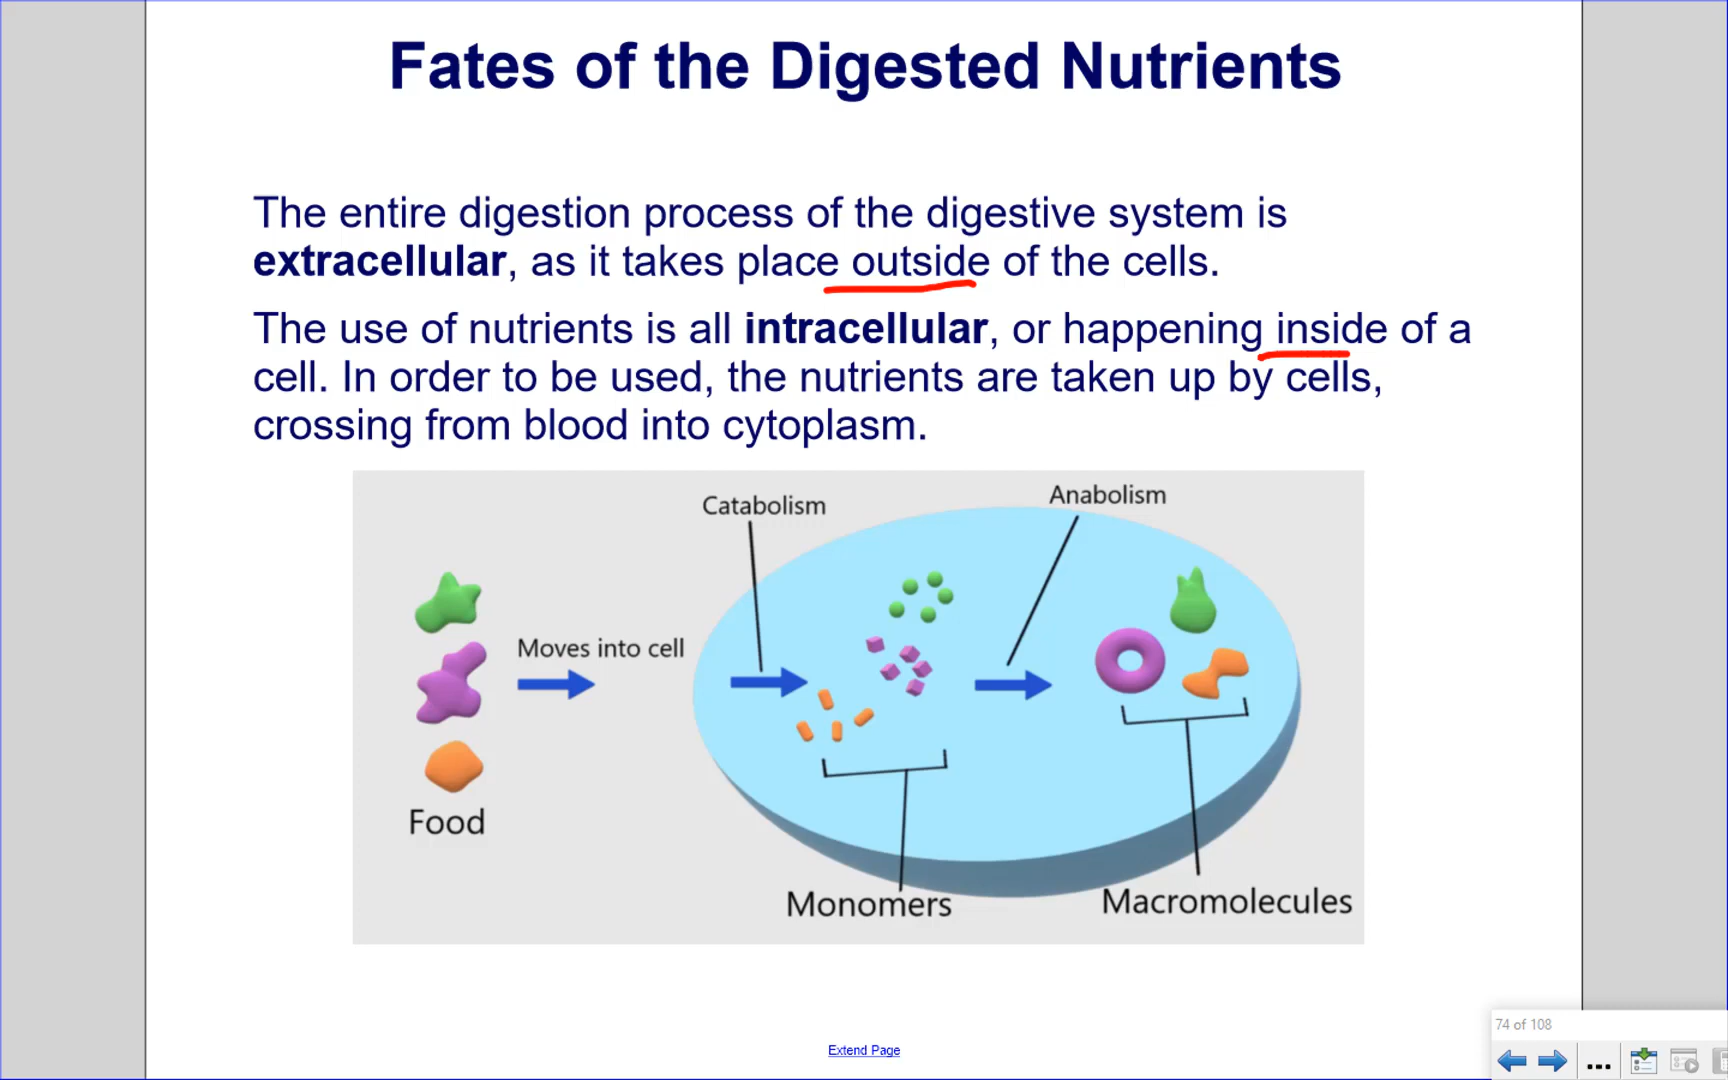 Fates of the Digested Nutrients
The entire digestion process of the digestive system is
extracellular, as it takes place outside of the cells.
The use of nutrients is all intracellular, or happening inside of a
cell. In order to be used, the nutrients are taken up by cells,
crossing from blood into cytoplasm.
Catabolism
Anabolism
Moves into cell
Food
Monomers
Macromolecules
74 of 108
Extend Page